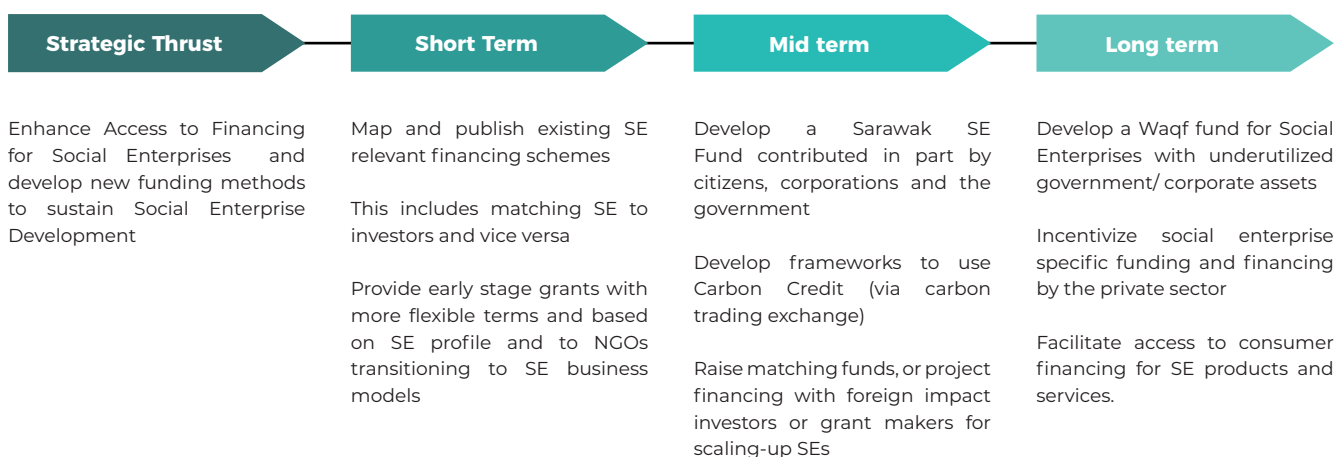 Strategic Thrust
Short Term
Mid term
Long term
Enhance Access to Financing
for Social Enterprises and
develop new funding methods
to sustain Social Enterprise
Development
Map and publish existing SE
relevant financing schemes
This includes matching SE to
investors and vice versa
Provide early stage grants with
more flexible terms and based
on SE profile and to NGOs
transitioning to SE business
models
Develop a Sarawak SE
Fund contributed in part by
citizens, corporations and the
government
Develop frameworks to use
Carbon Credit (via carbon
trading exchange)
Raise matching funds, or project
financing with foreign impact
investors or grant makers for
scaling-up SEs
Develop a Waqf fund for Social
Enterprises with underutilized
government/ corporate assets
Incentivize social enterprise
specific funding and financing
by the private sector
Facilitate access to consumer
financing for SE products and
services.